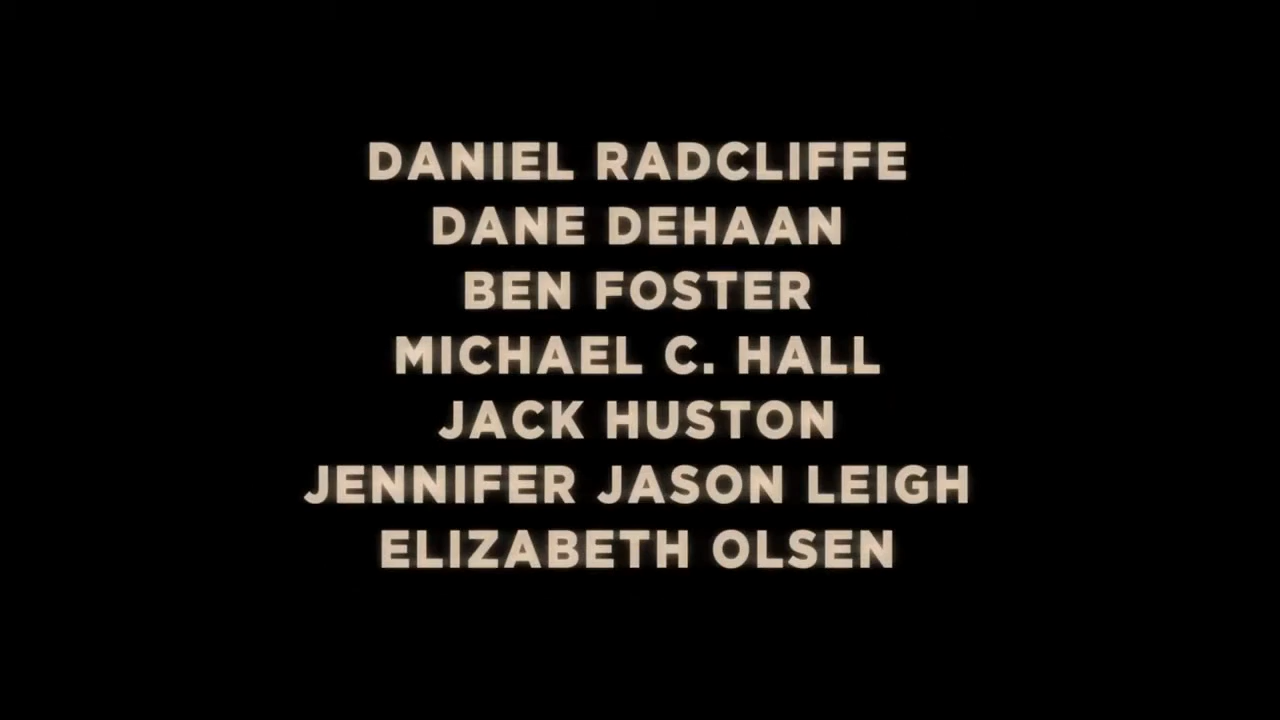 DANIEL RADCLIFFE
DANE DEHAAN
BEN FOSTER
MICHAEL C. HALL
JACK HUSTON
JENNIFER JASON LEIGH
ELIZABETH OLSEN